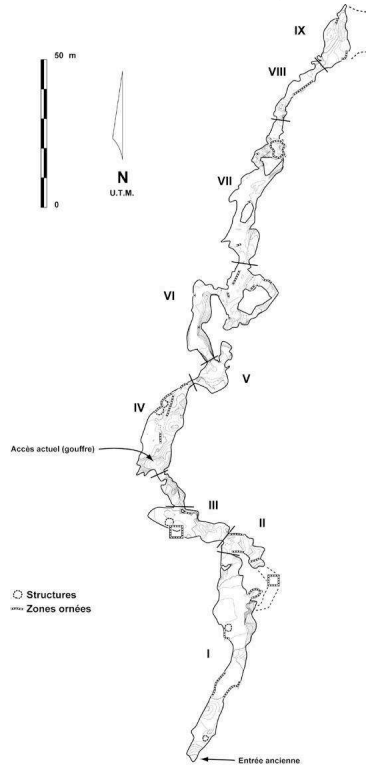 IX
50 m
VIII
0
N
U.T.M.
VII
VI
V
IV
Accès actuel (gouffre)
III
II
Structures
Zones ornées
I
Entrée ancienne